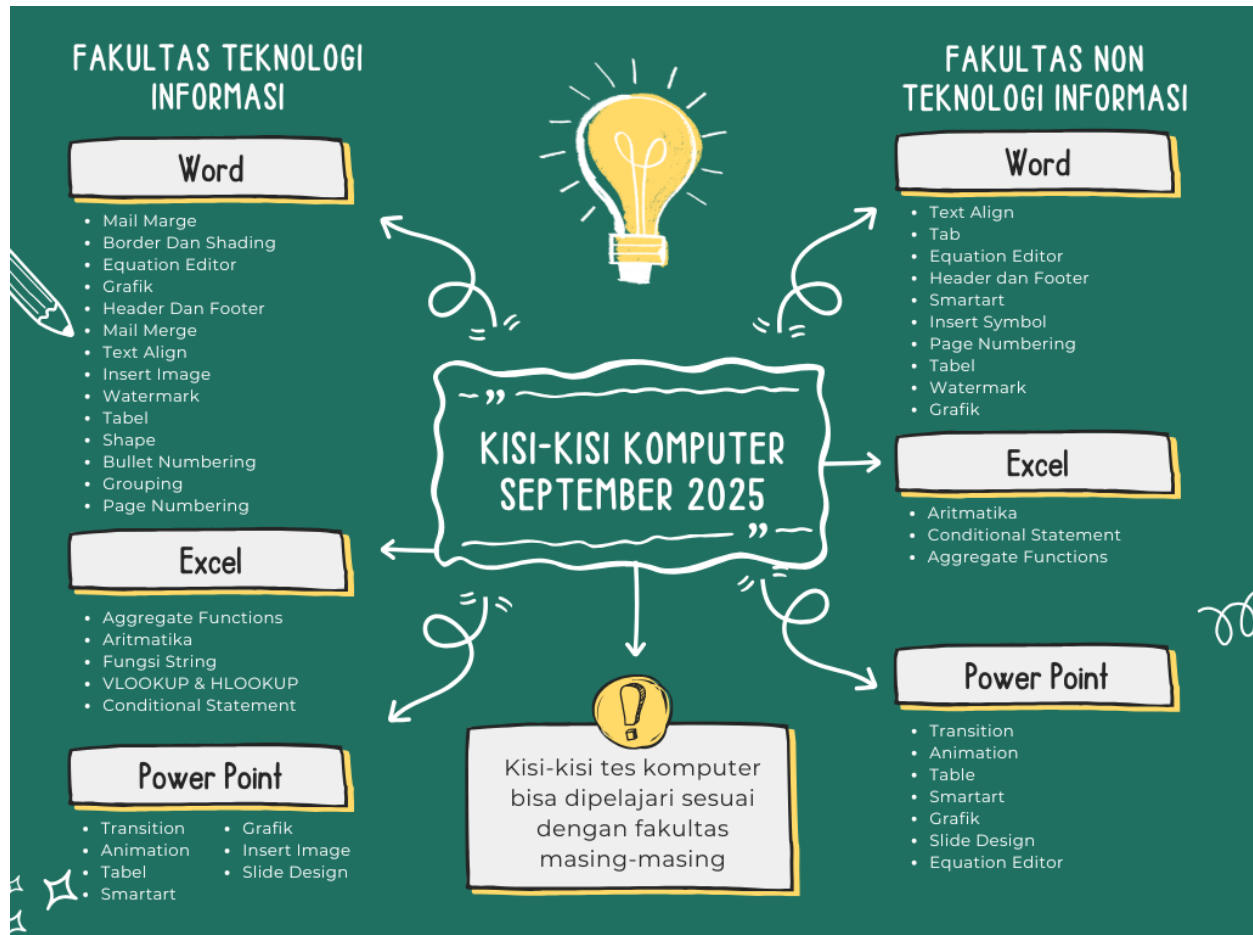 FAKULTAS TEKNOLOGI
INFORMASI
Word
• Mail Marge
• Border Dan Shading
• Equation Editor
• Grafik
• Header Dan Footer
• Mail Merge
• Text Align
• Insert Image
• Watermark
• Tabel
• Shape
• Bullet Numbering
• Grouping
• Page Numbering
Excel
• Aggregate Functions
• Aritmatika
• Fungsi String
• VLOOKUP & HLOOKUP
• Conditional Statement
Power Point
• Transition
• Animation
• Tabel
• Smartart
• Grafik
• Insert Image
• Slide Design
KISI-KISI KOMPUTER
SEPTEMBER 2025
Kisi-kisi tes komputer
bisa dipelajari sesuai
dengan fakultas
masing-masing
FAKULTAS NON
TEKNOLOGI INFORMASI
Word
• Text Align
• Tab
• Equation Editor
• Header dan Footer
• Smartart
• Insert Symbol
• Page Numbering
• Tabel
• Watermark
• Grafik
Excel
• Aritmatika
• Conditional Statement
• Aggregate Functions
Power Point
• Transition
• Animation
• Table
• Smartart
• Grafik
• Slide Design
• Equation Editor